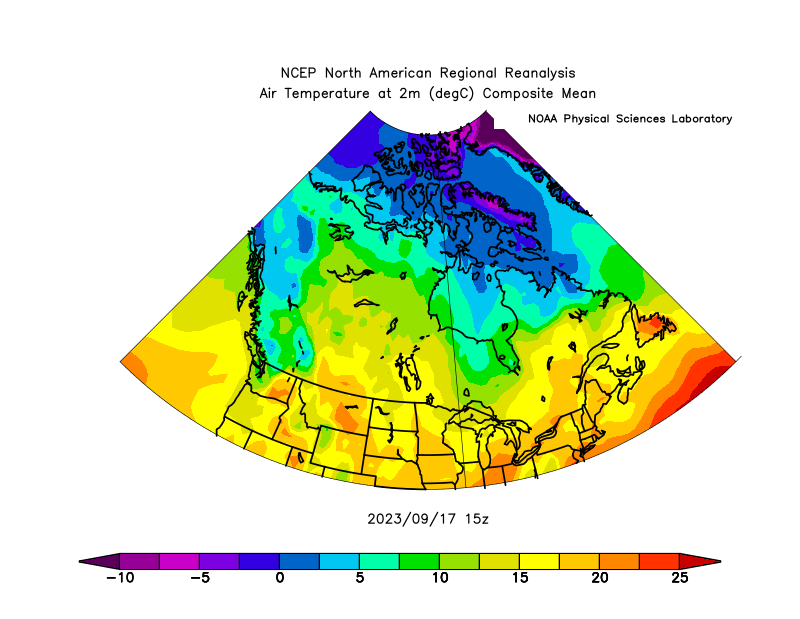 NCEP North American Regional Reanalysis
Air Temperature at 2m (degC) Composite Mean
NOAA Physical Sciences Laboratory
2023/09/17 15z
−10 −5 0 5 10 15 20 25